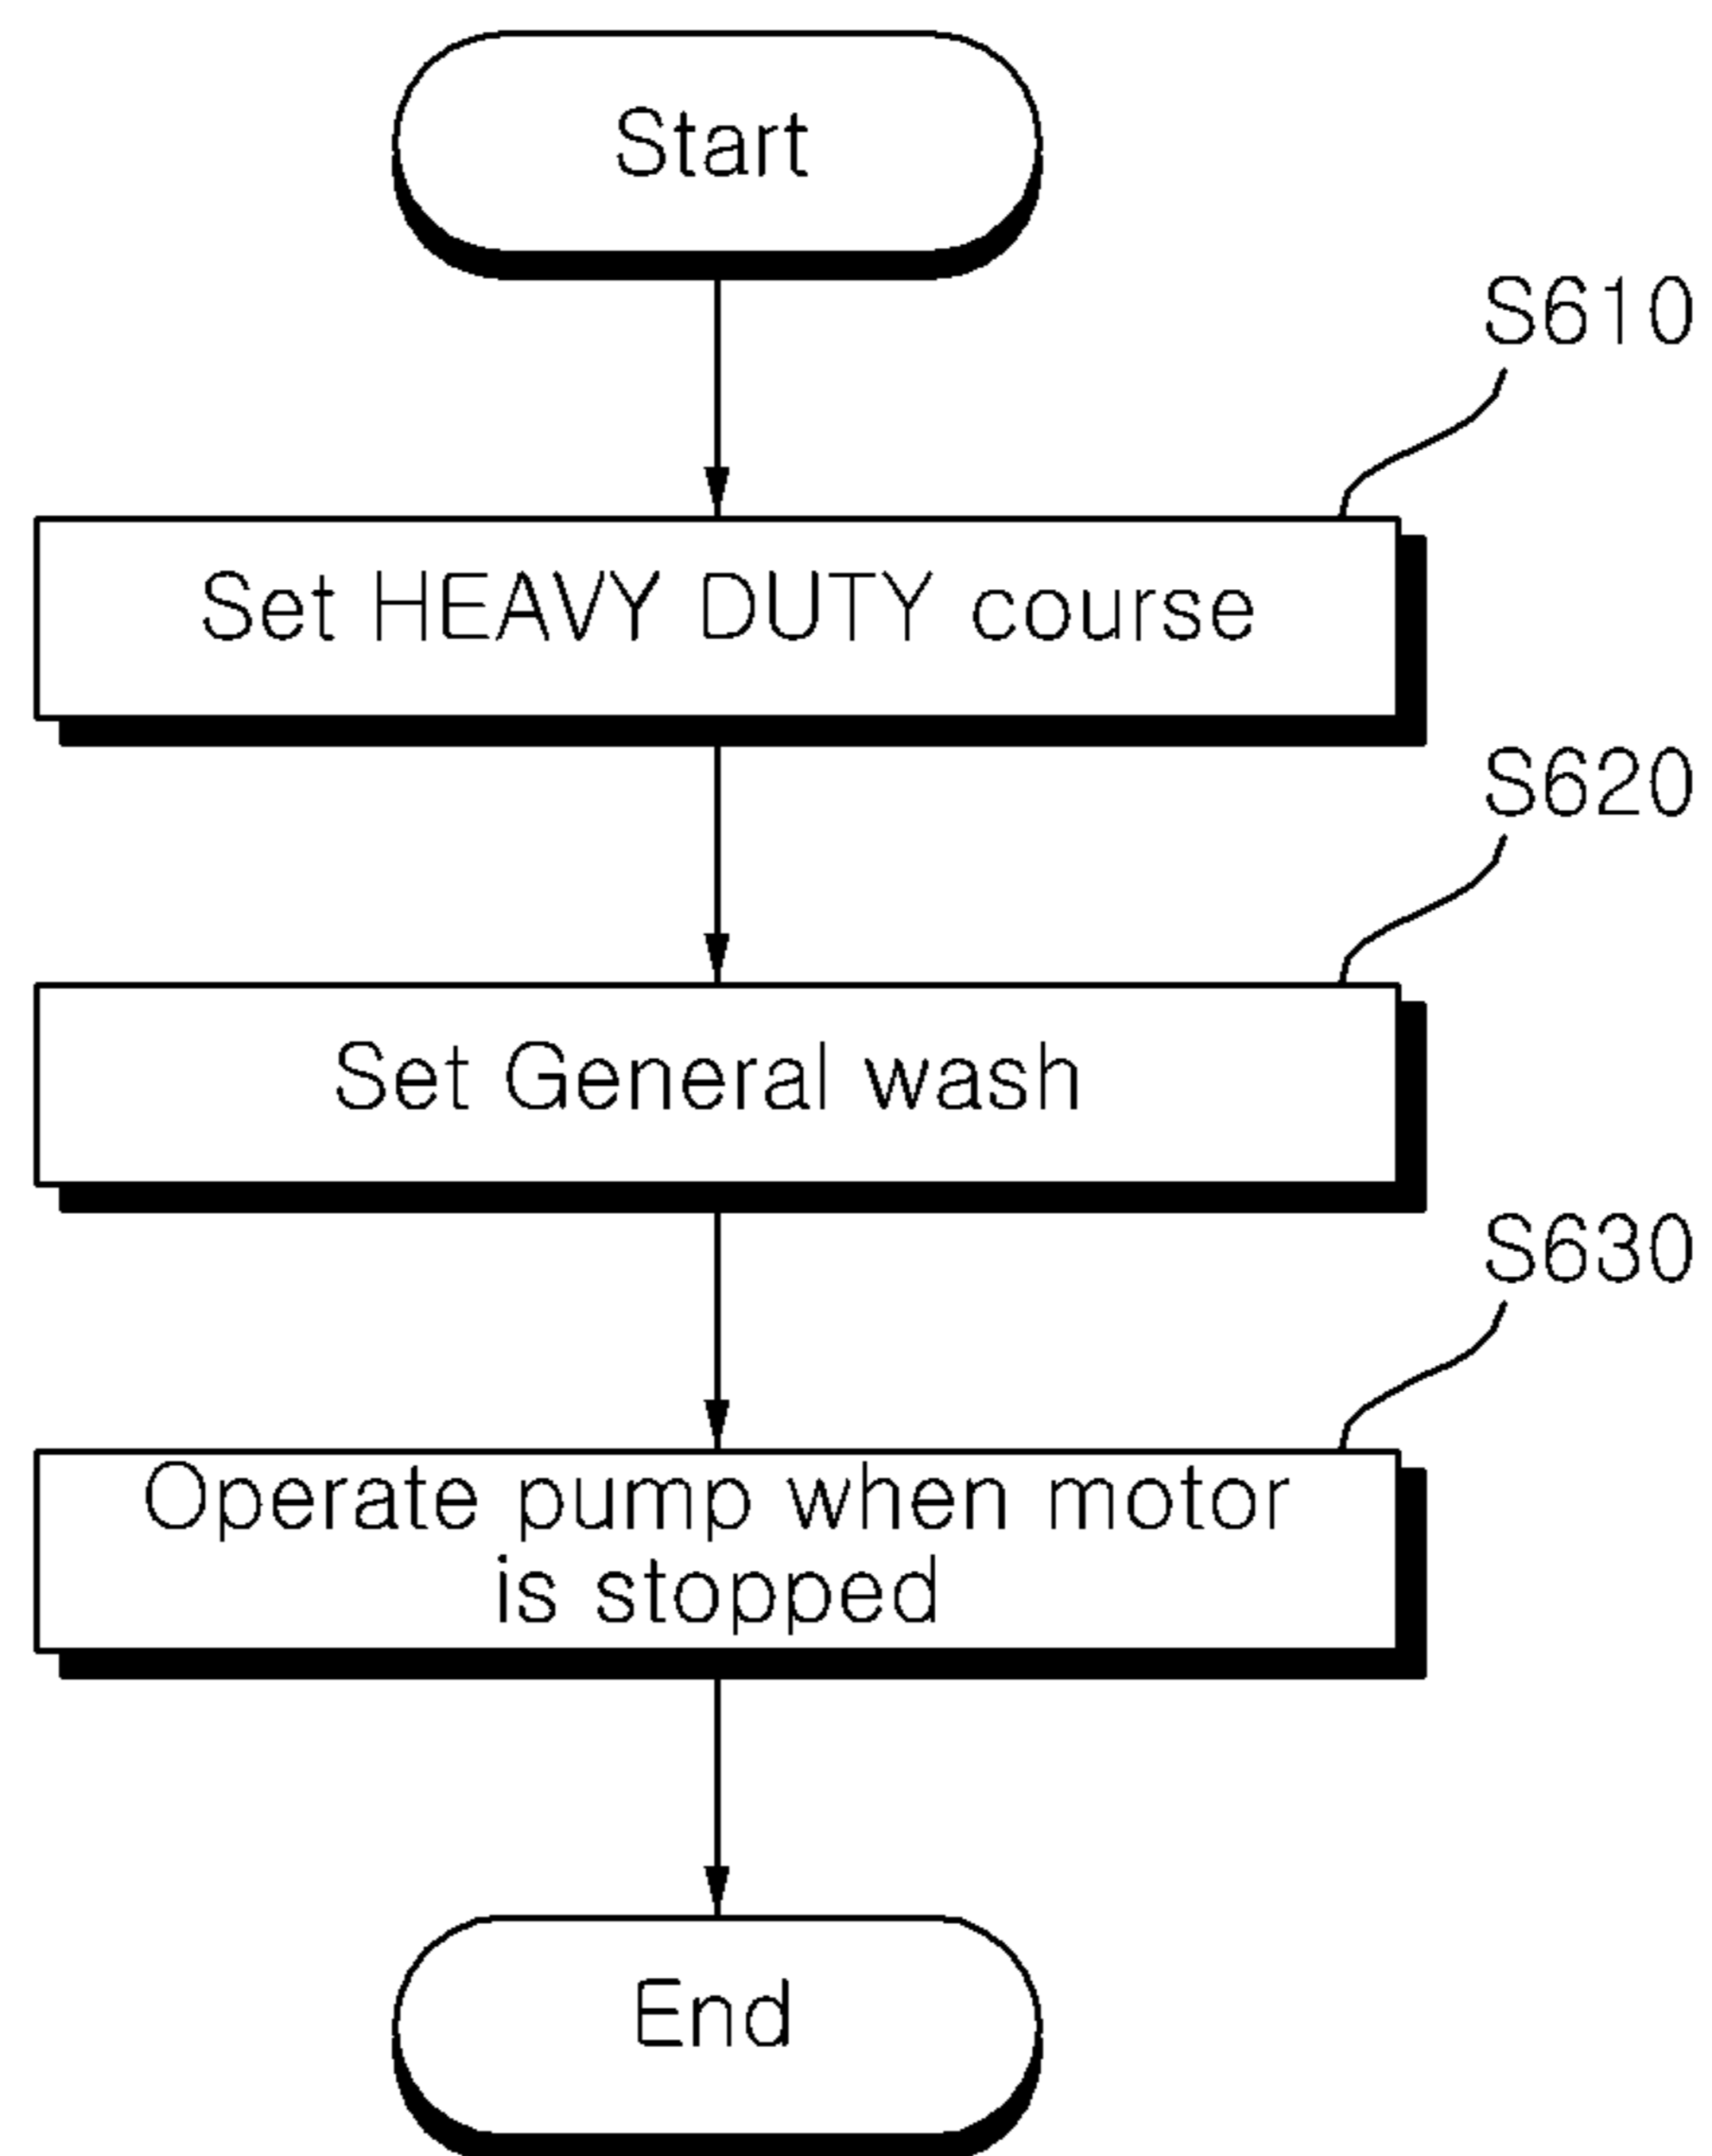 Start
S610
Set HEAVY DUTY course
S620
Set General wash
S630
Operate pump when motor
is stopped
End